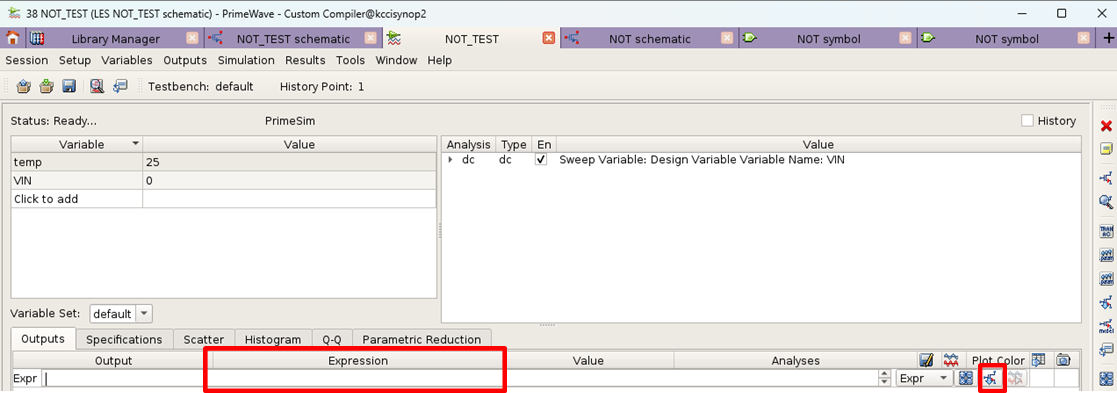 38 NOT_TEST (LES NOT_TEST schematic) - PrimeWave - Custom Compiler@kccisynop2
Library Manager NOT_TEST schematic NOT_TEST NOT schematic NOT symbol NOT symbol
Session Setup Variables Outputs Simulation Results Tools Window Help
Testbench: default History Point: 1
Status: Ready... PrimeSim History
Variable Value
temp 25
VIN 0
Click to add
Analysis Type En Value
dc dc Sweep Variable: Design Variable Variable Name: VIN
Variable Set: default
Outputs Specifications Scatter Histogram Q-Q Parametric Reduction
Output Expression Value Analyses Plot Color
Expr Expr